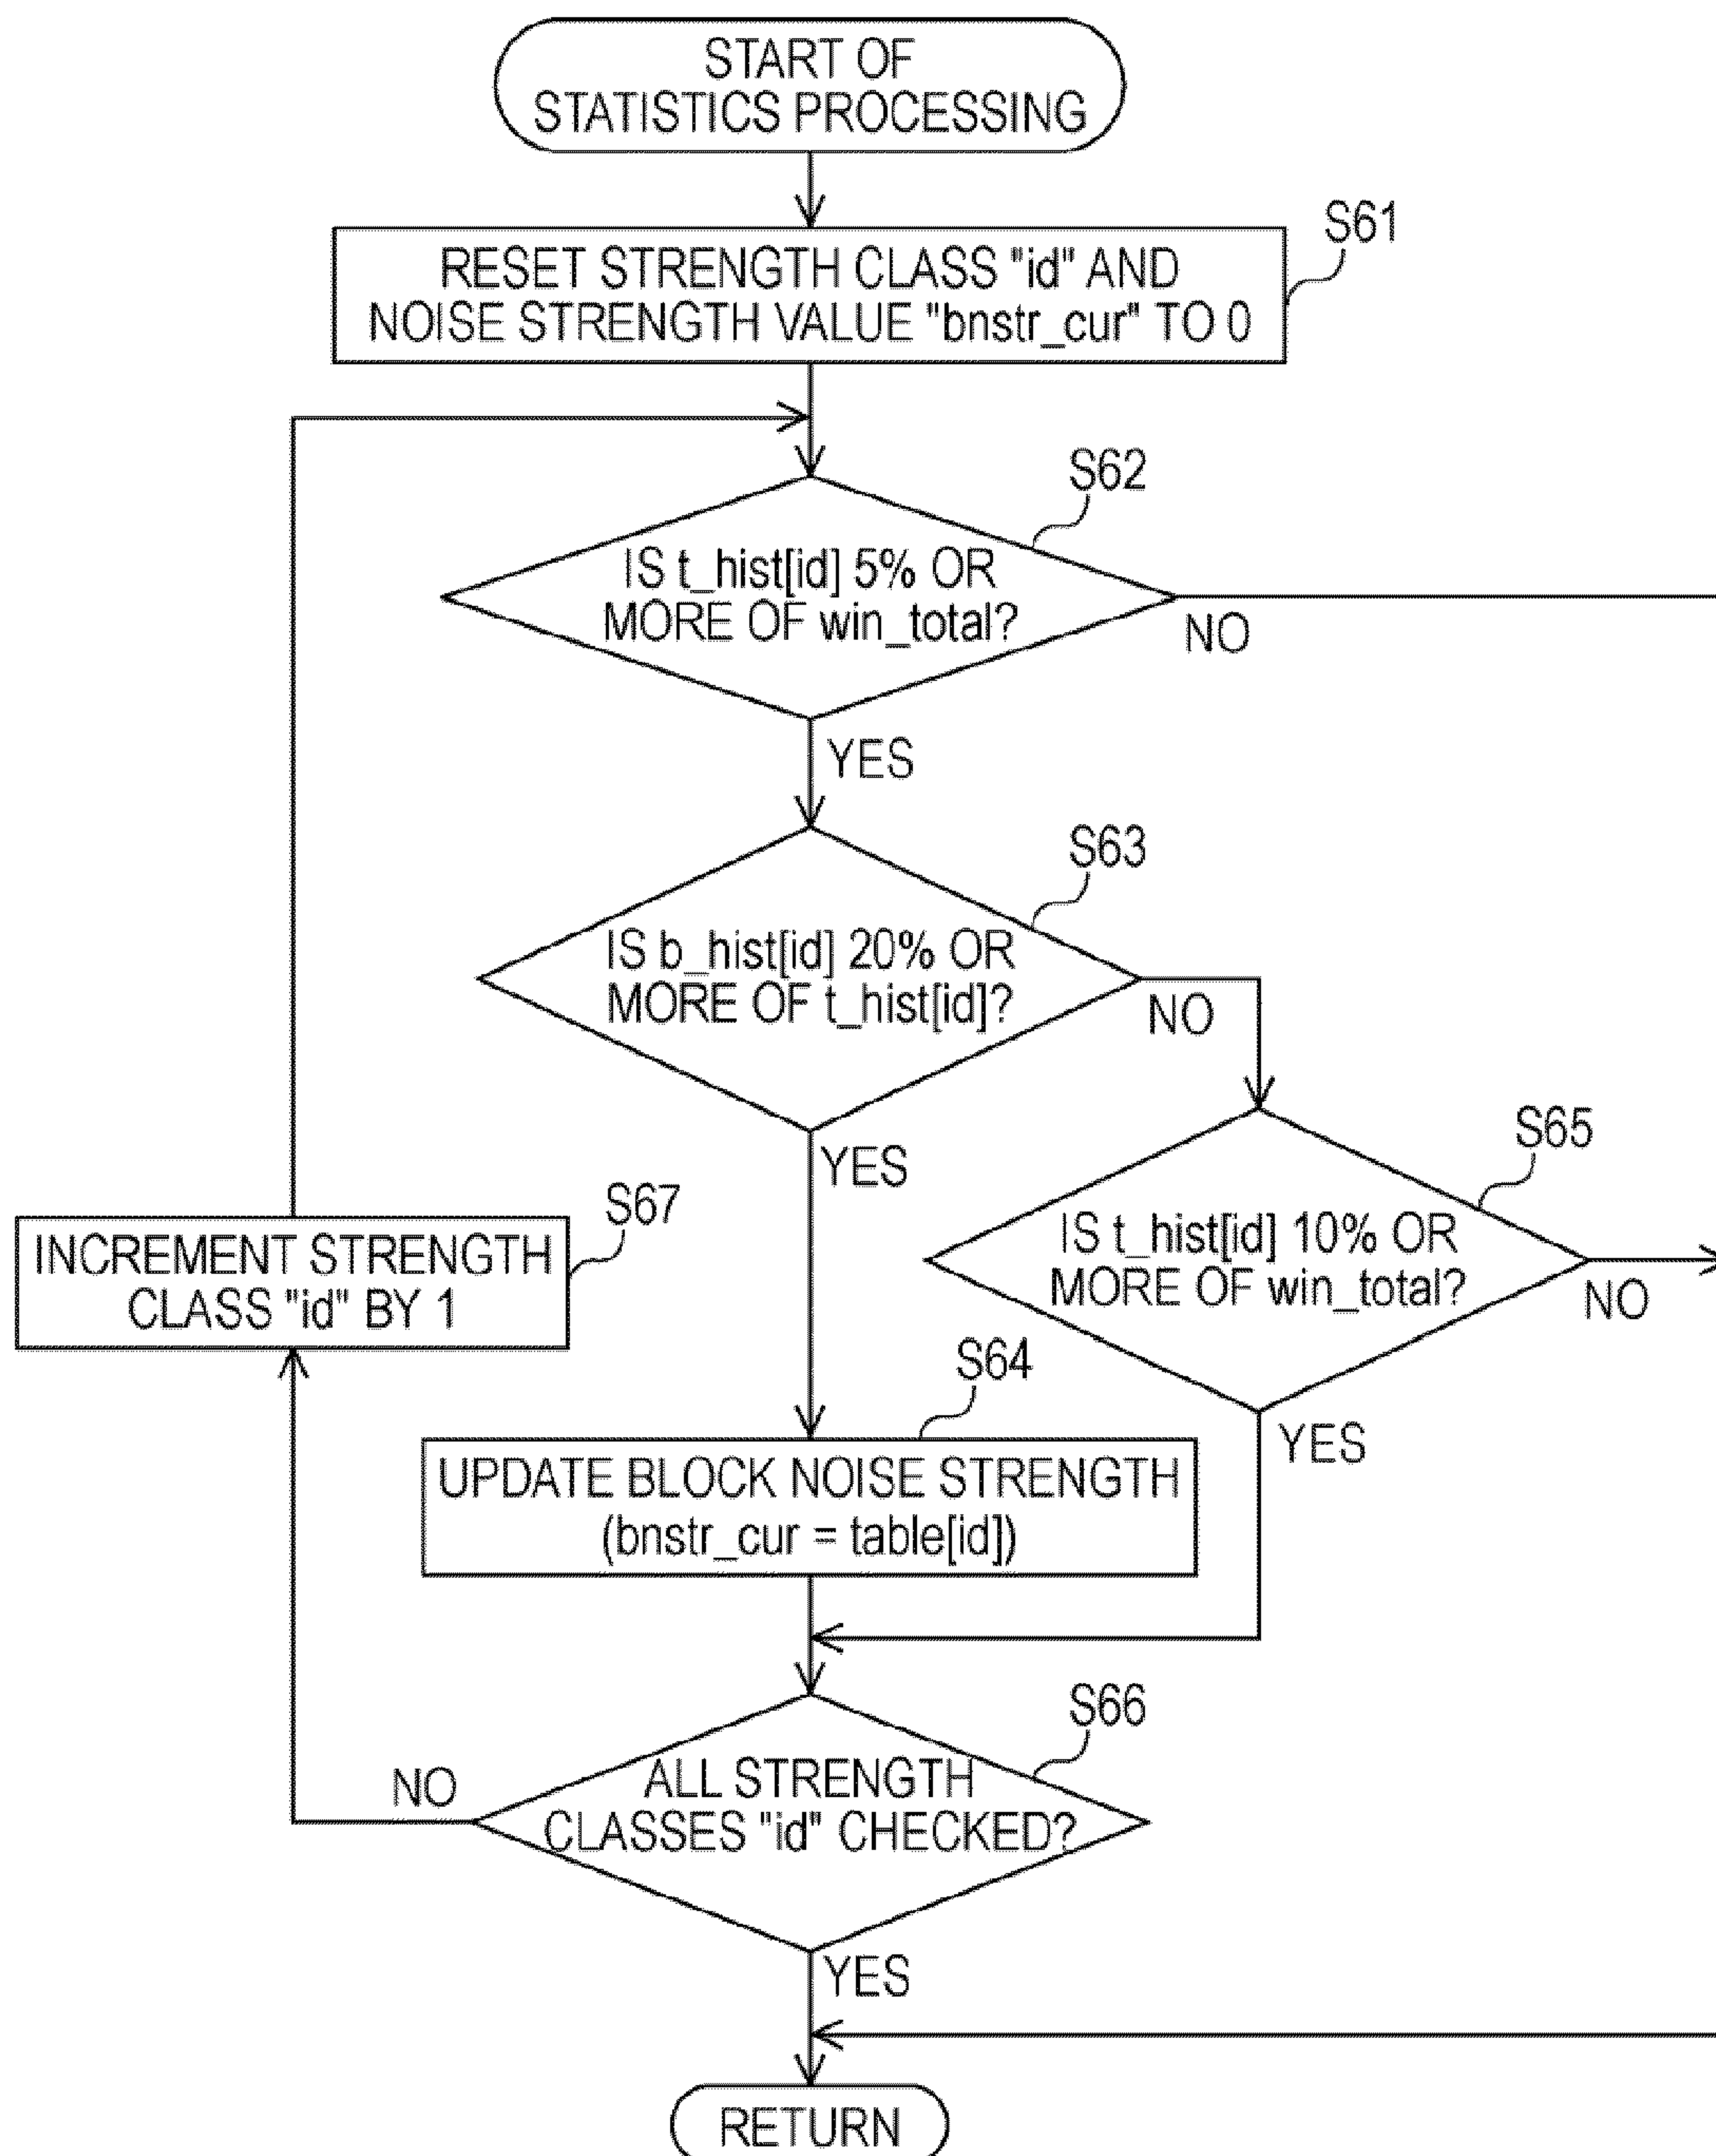 START OF
STATISTICS PROCESSING
S61
RESET STRENGTH CLASS "id" AND
NOISE STRENGTH VALUE "bnstr_cur" TO 0
S62
IS t_hist[id] 5% OR
MORE OF win_total?
NO
YES
S63
IS b_hist[id] 20% OR
MORE OF t_hist[id]?
NO
YES
S65
IS t_hist[id] 10% OR
MORE OF win_total?
NO
YES
S67
INCREMENT STRENGTH
CLASS "id" BY 1
S64
UPDATE BLOCK NOISE STRENGTH
(bnstr_cur = table[id])
S66
ALL STRENGTH
CLASSES "id" CHECKED?
NO
YES
RETURN